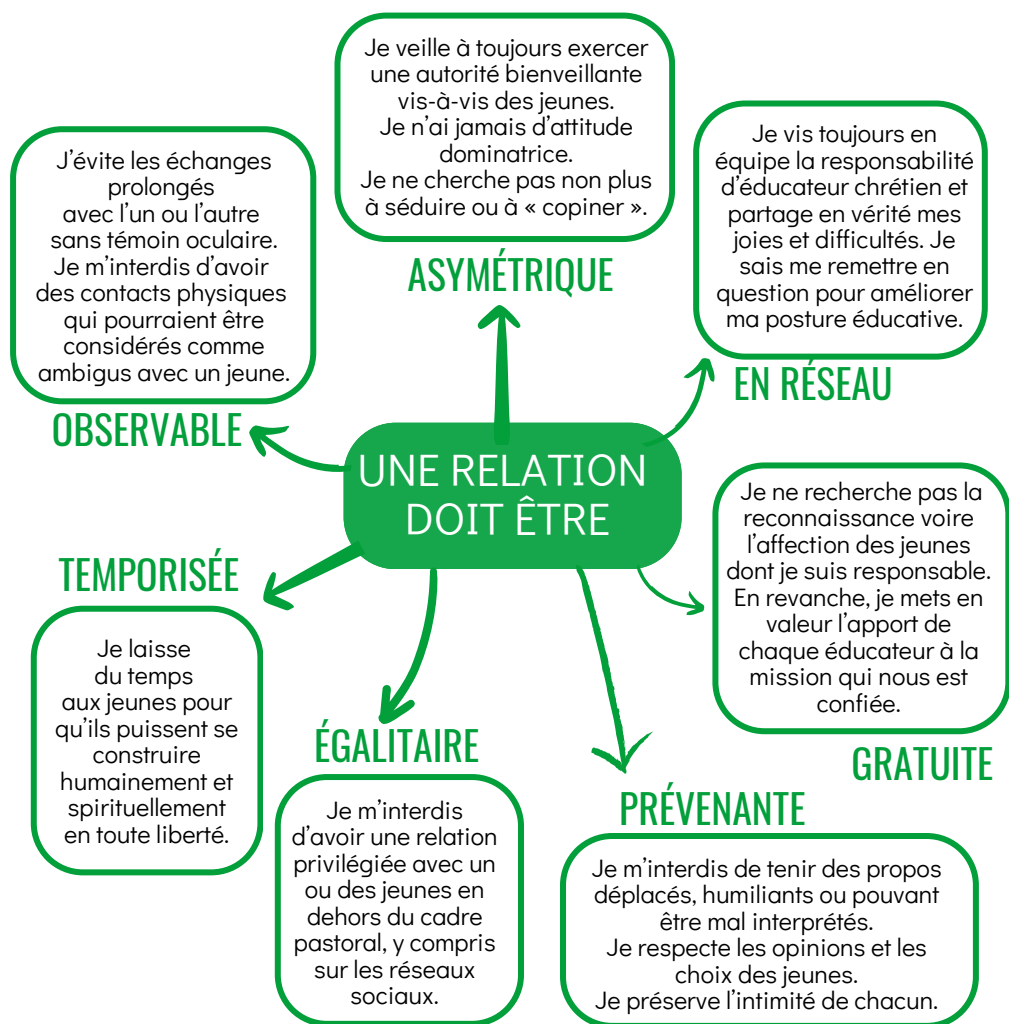 Je veille à toujours exercer
une autorité bienveillante
vis-à-vis des jeunes.
Je n'ai jamais d'attitude
dominatrice.
Je ne cherche pas non plus
à séduire ou à « copiner ».
ASYMÉTRIQUE
J'évite les échanges
prolongés
avec l'un ou l'autre
sans témoin oculaire.
Je m'interdis d'avoir
des contacts physiques
qui pourraient être
considérés comme
ambigus avec un jeune.
OBSERVABLE
Je vis toujours en
équipe la responsabilité
d'éducateur chrétien et
partage en vérité mes
joies et difficultés. Je
sais me remettre en
question pour améliorer
ma posture éducative.
EN RÉSEAU
UNE RELATION
DOIT ÊTRE
Je ne recherche pas la
reconnaissance voire
l'affection des jeunes
dont je suis responsable.
En revanche, je mets en
valeur l'apport de
chaque éducateur à la
mission qui nous est
confiée.
GRATUITE
TEMPORISÉE
Je laisse
du temps
aux jeunes pour
qu'ils puissent se
construire
humainement et
spirituellement
en toute liberté.
ÉGALITAIRE
Je m'interdis
d'avoir une relation
privilégiée avec un
ou des jeunes en
dehors du cadre
pastoral, y compris
sur les réseaux
sociaux.
PRÉVENANTE
Je m'interdis de tenir des propos
déplacés, humiliants ou pouvant
être mal interprétés.
Je respecte les opinions et les
choix des jeunes.
Je préserve l'intimité de chacun.